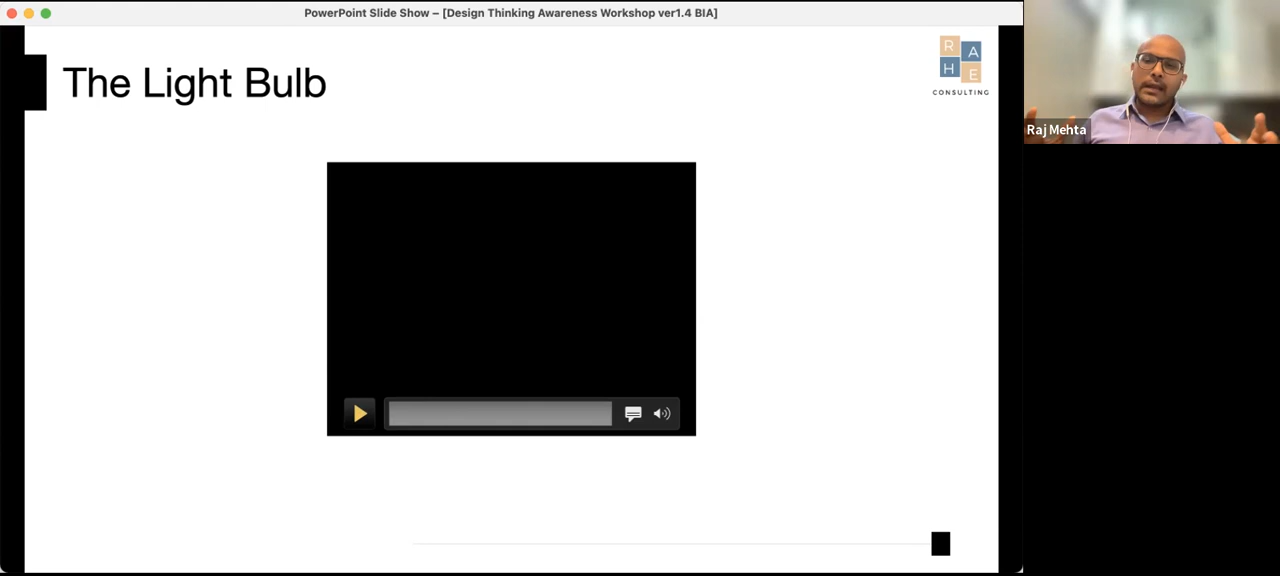 PowerPoint Slide Show – [Design Thinking Awareness Workshop ver1.4 BIA]
The Light Bulb
R A
H E
CONSULTING
Raj Mehta